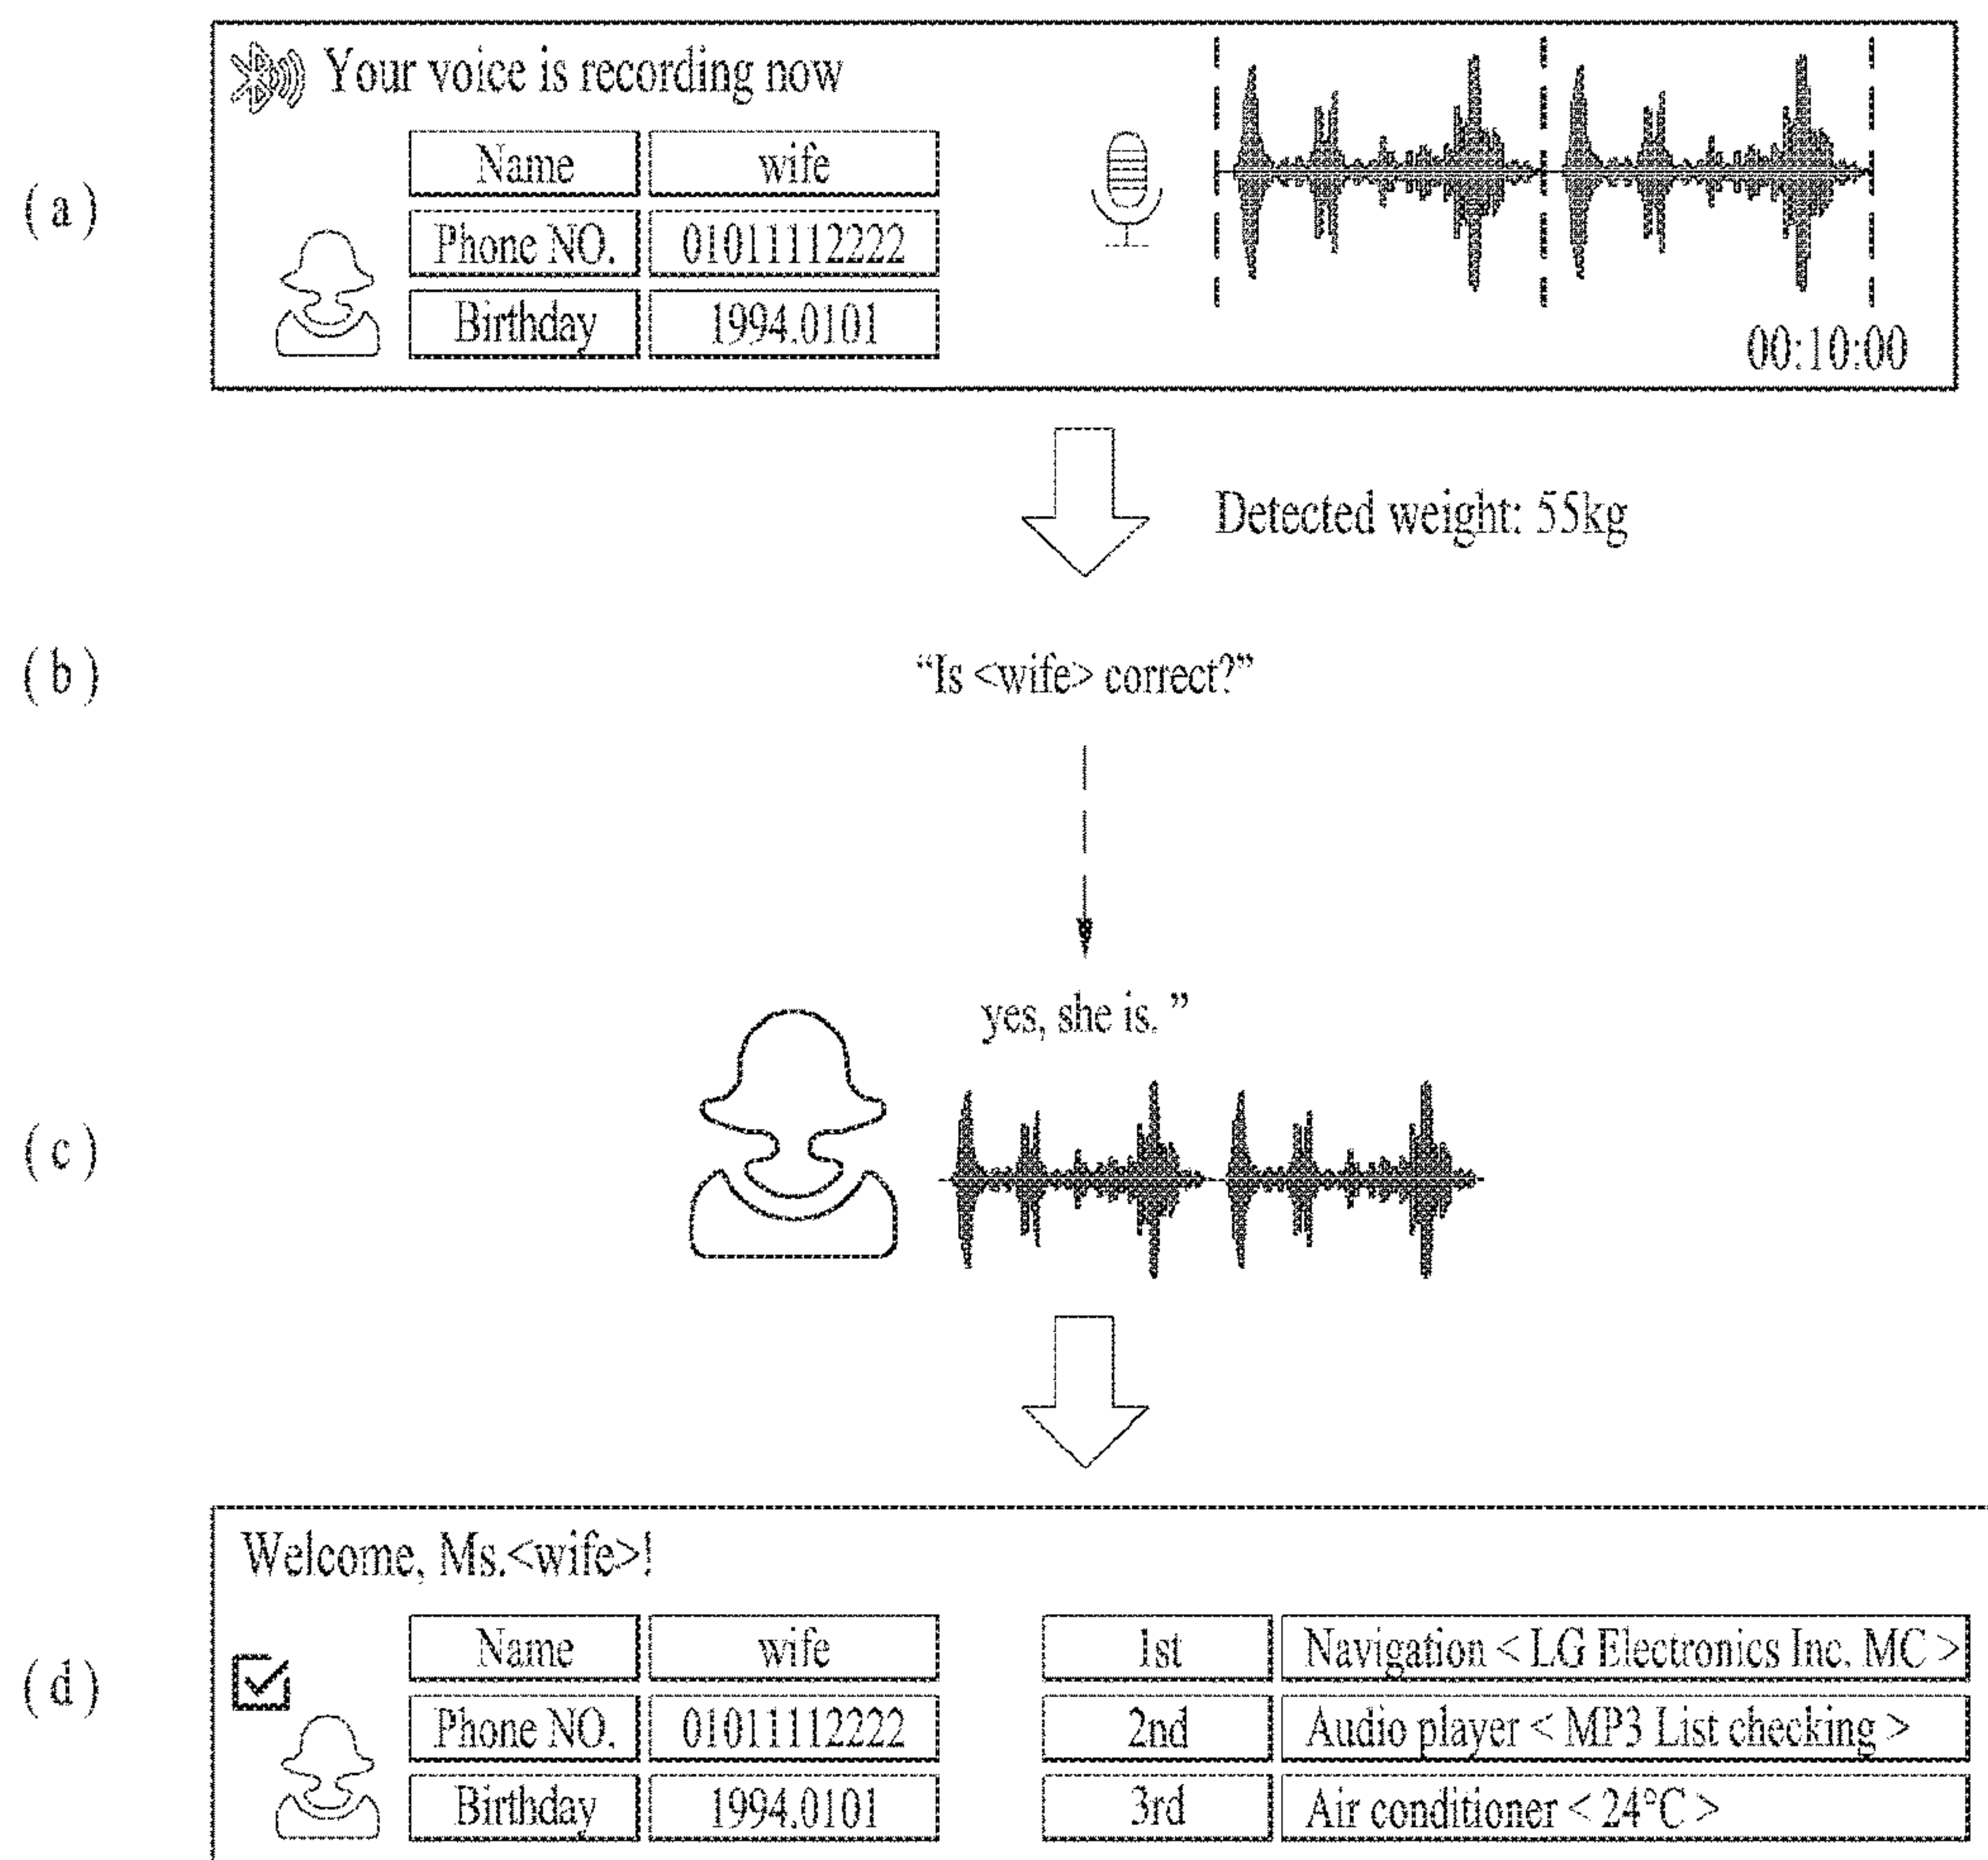 (a)
Your voice is recording now
Name wife
Phone NO. 01011112222
Birthday 1994.0101
00:10:00
Detected weight: 55kg
(b)
“Is <wife> correct?”
yes, she is. ”
(c)
Welcome, Ms.<wife>!
(d)
Name wife 1st Navigation < LG Electronics Inc. MC >
Phone NO. 01011112222 2nd Audio player < MP3 List checking >
Birthday 1994.0101 3rd Air conditioner < 24°C >